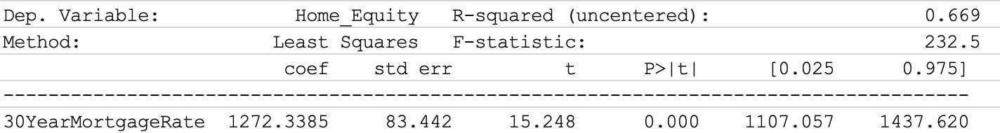 Dep. Variable: Home_Equity R-squared (uncentered): 0.669
Method: Least Squares F-statistic: 232.5
coef std err t P>|t| [0.025 0.975]
--------------------------------------------------------------------------------------
30YearMortgageRate 1272.3385 83.442 15.248 0.000 1107.057 1437.620